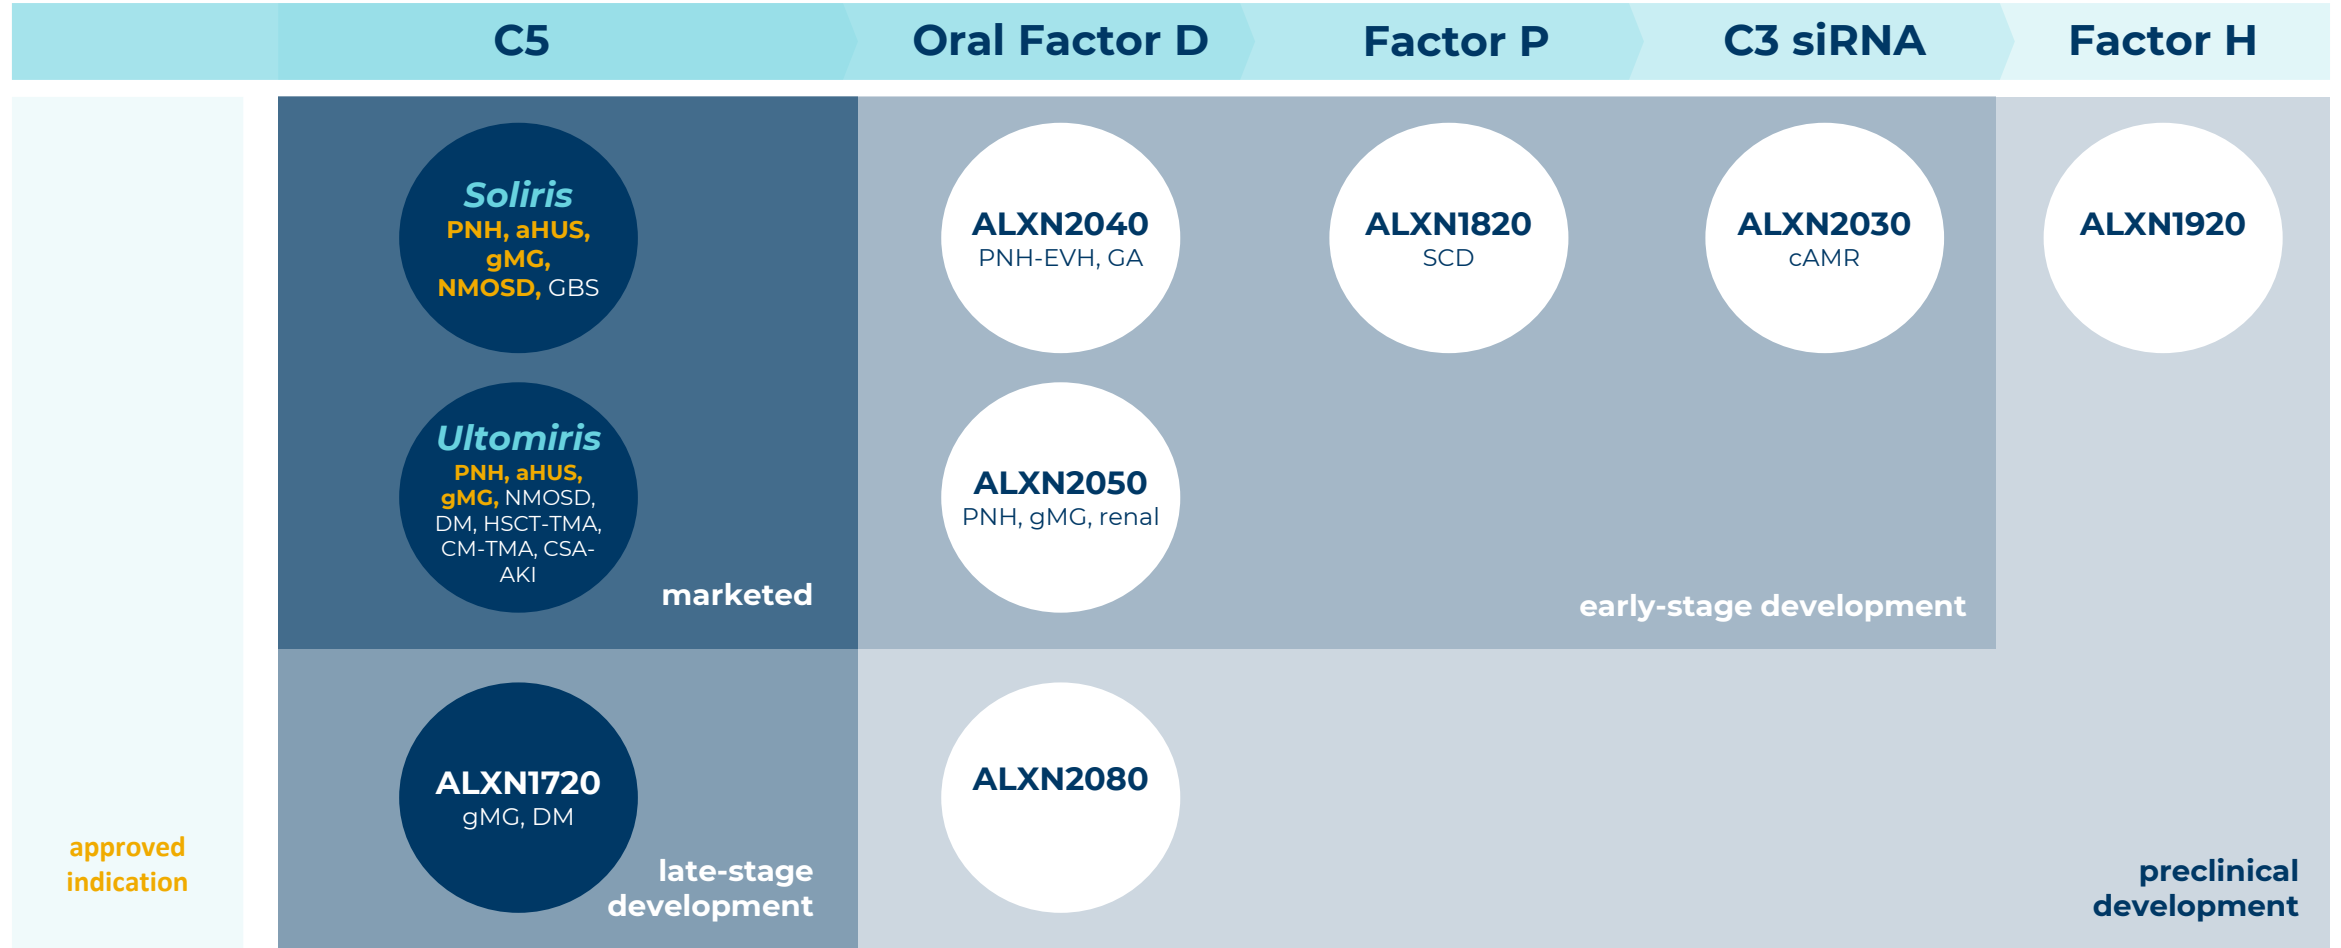 C5
Oral Factor D
Factor P
C3 siRNA
Factor H
Soliris
PNH, aHUS,
gMG,
NMOSD, GBS
ALXN2040
PNH-EVH, GA
ALXN1820
SCD
ALXN2030
cAMR
ALXN1920
Ultomiris
PNH, aHUS,
gMG, NMOSD,
DM, HSCT-TMA,
CM-TMA, CSA-
AKI
marketed
ALXN2050
PNH, gMG, renal
early-stage development
ALXN1720
gMG, DM
late-stage
development
ALXN2080
preclinical
development
approved
indication